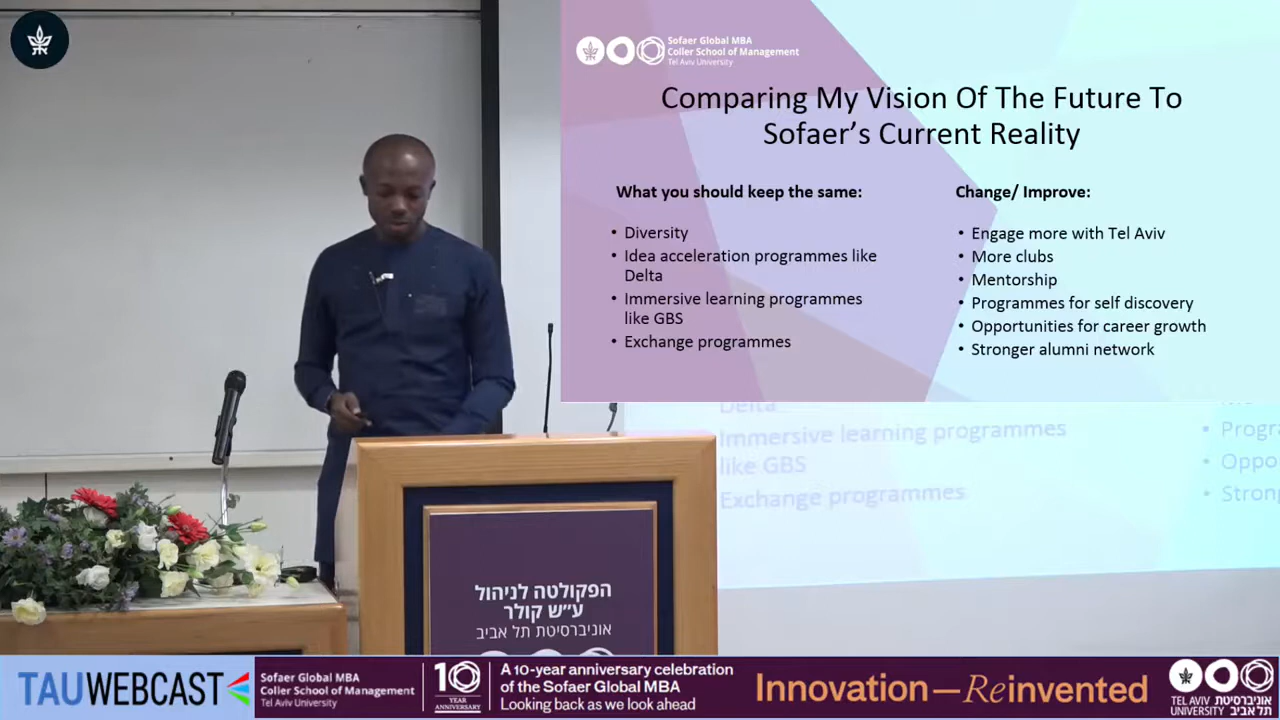 Sofaer Global MBA
Coller School of Management
Tel Aviv University
Comparing My Vision Of The Future To
Sofaer’s Current Reality
What you should keep the same:
• Diversity
• Idea acceleration programmes like
Delta
• Immersive learning programmes
like GBS
• Exchange programmes
Change/ Improve:
• Engage more with Tel Aviv
• More clubs
• Mentorship
• Programmes for self discovery
• Opportunities for career growth
• Stronger alumni network
Delta
Immersive learning programmes
like GBS
Exchange programmes
• Progr
• Oppo
• Stron
הפקולטה לניהול
ע״ש קולר
אוניברסיטת תל אביב
TAUWEBCAST
Sofaer Global MBA
Coller School of Management
Tel Aviv University
10
YEAR
ANNIVERSARY
A 10-year anniversary celebration
of the Sofaer Global MBA
Looking back as we look ahead
Innovation—Reinvented
TEL AVIV אוניברסיטת
UNIVERSITY תל אביב